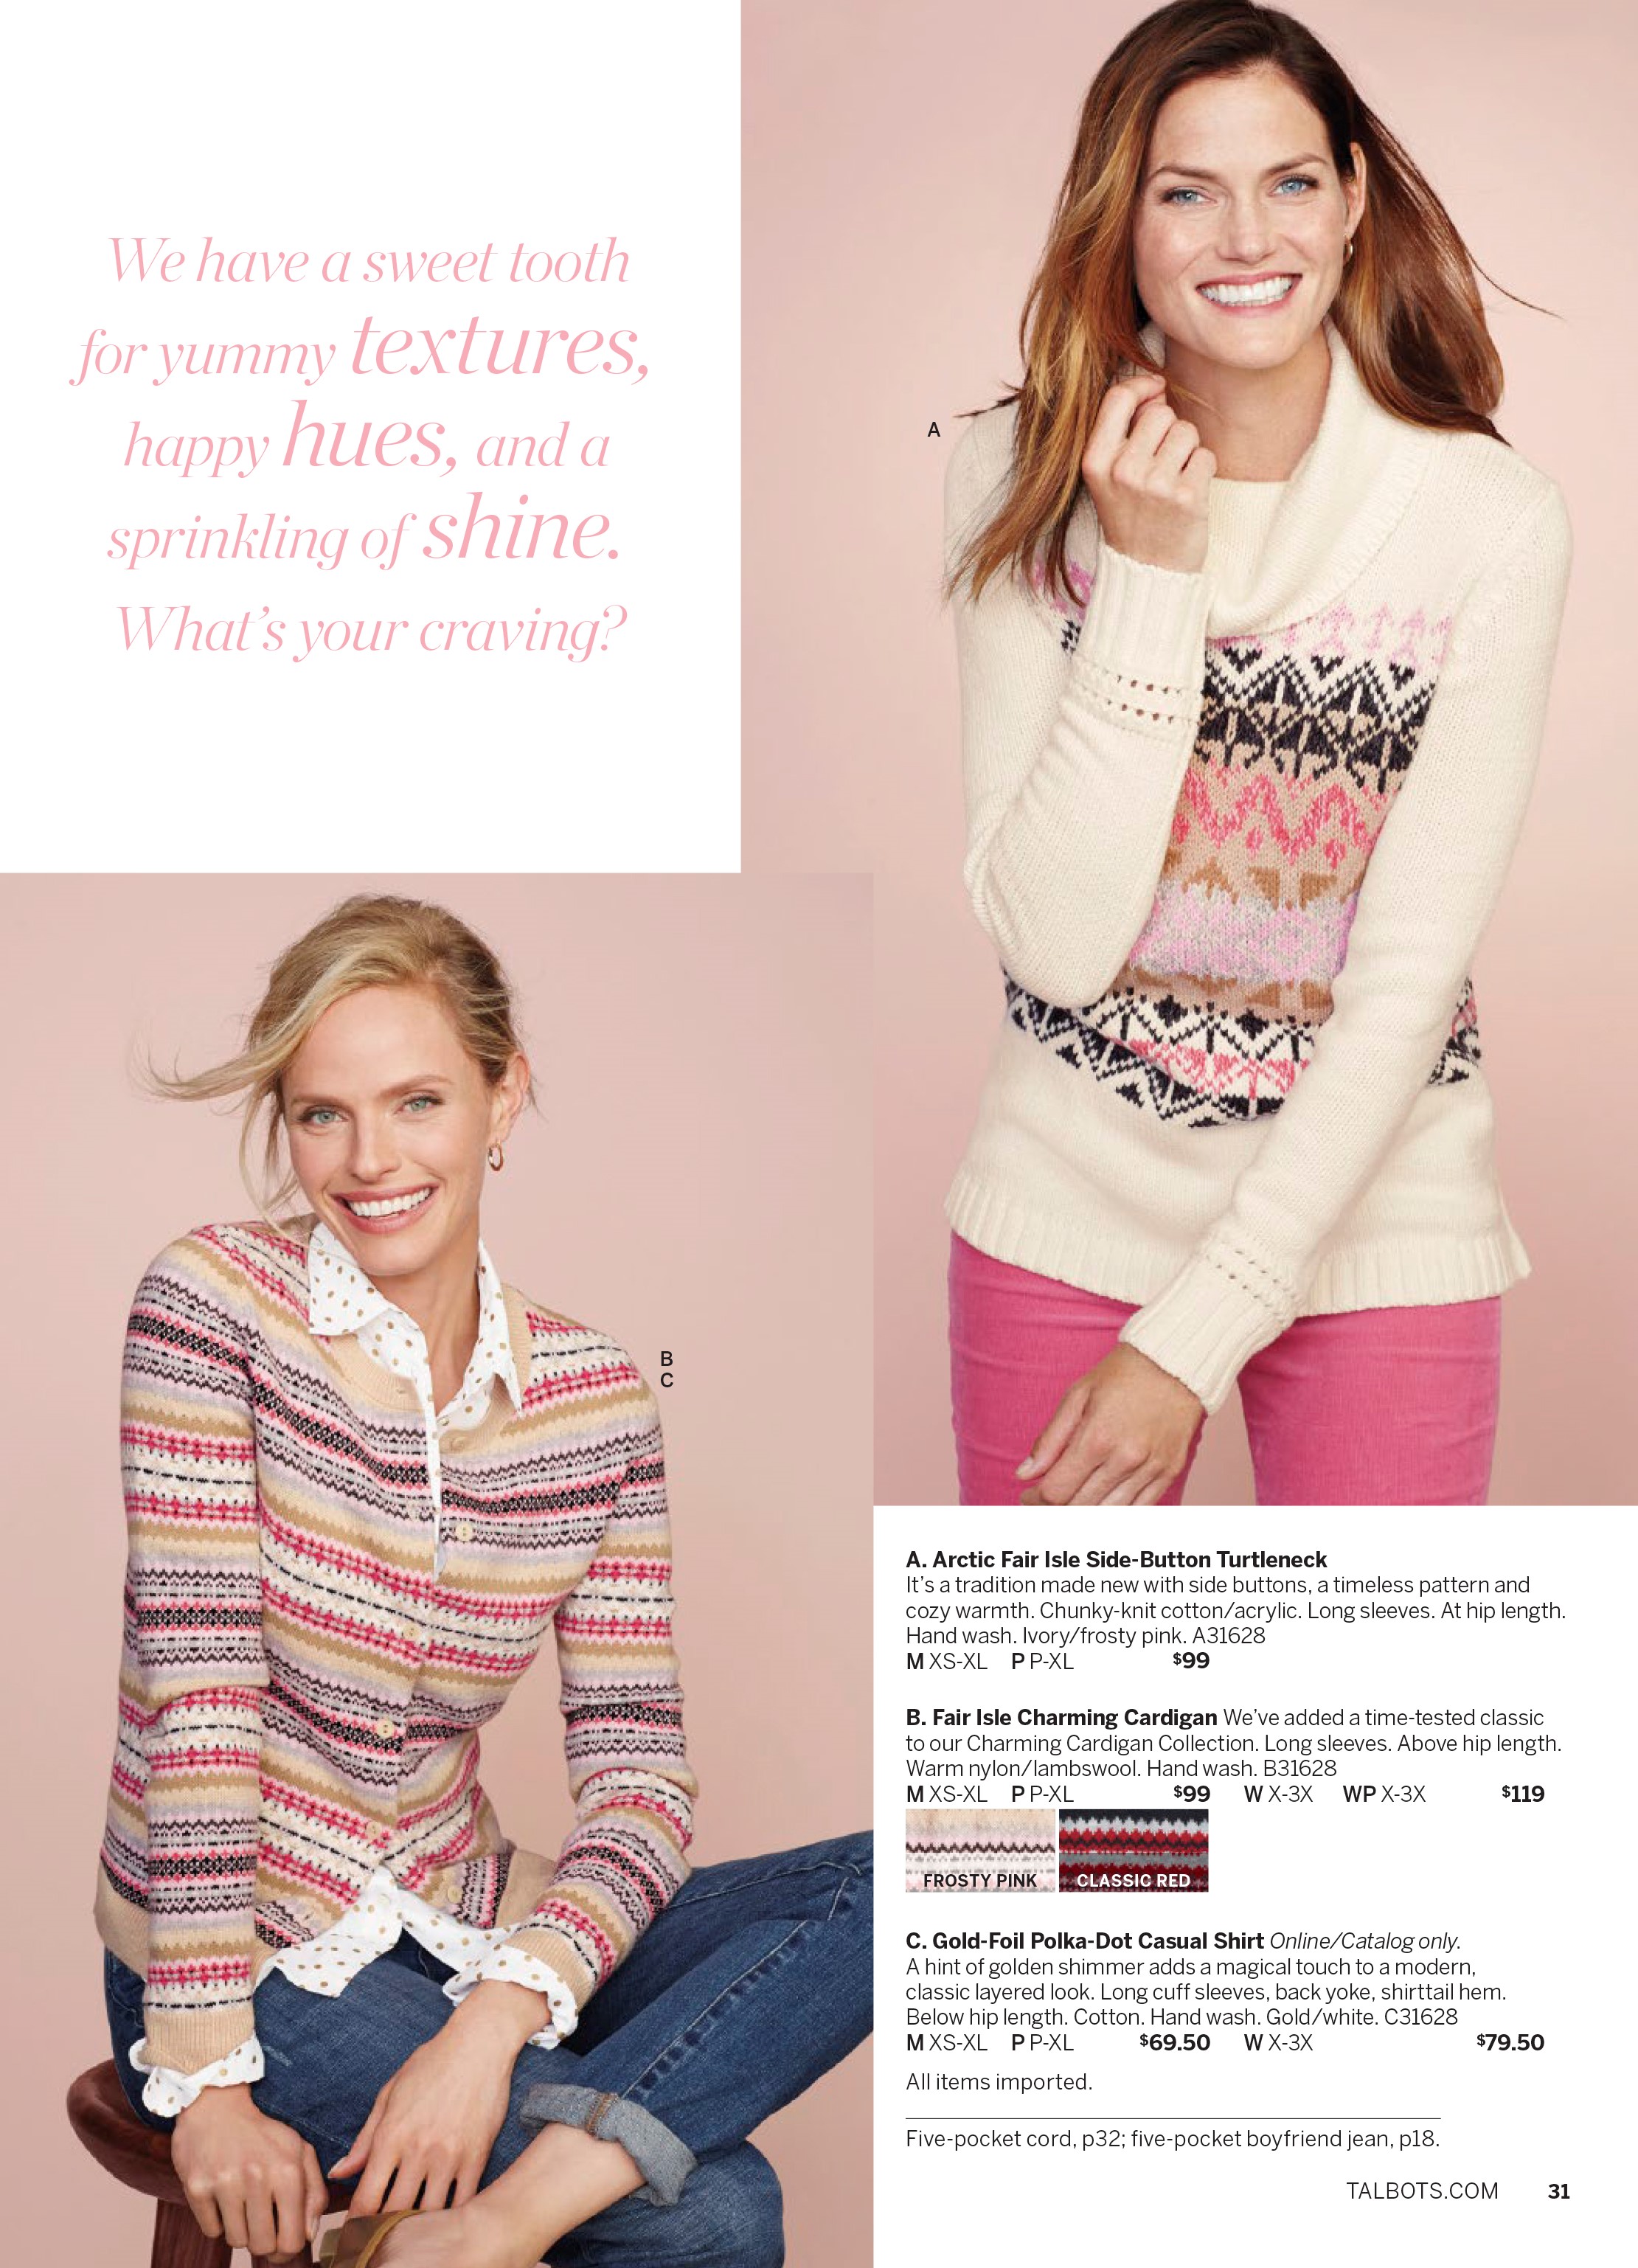 We have a sweet tooth
for yummy textures,
happy hues, and a
sprinkling of shine.
What's your craving?
A
B
C
A. Arctic Fair Isle Side-Button Turtleneck
It's a tradition made new with side buttons, a timeless pattern and
cozy warmth. Chunky-knit cotton/acrylic. Long sleeves. At hip length.
Hand wash. Ivory/frosty pink. A31628
M XS-XL P P-XL $99
B. Fair Isle Charming Cardigan We've added a time-tested classic
to our Charming Cardigan Collection. Long sleeves. Above hip length.
Warm nylon/lambswool. Hand wash. B31628
M XS-XL P P-XL $99 W X-3X WP X-3X $119
FROSTY PINK CLASSIC RED
C. Gold-Foil Polka-Dot Casual Shirt Online/Catalog only.
A hint of golden shimmer adds a magical touch to a modern,
classic layered look. Long cuff sleeves, back yoke, shirttail hem.
Below hip length. Cotton. Hand wash. Gold/white. C31628
M XS-XL P P-XL $69.50 W X-3X $79.50
All items imported.
Five-pocket cord, p32; five-pocket boyfriend jean, p18.
TALBOTS.COM 31